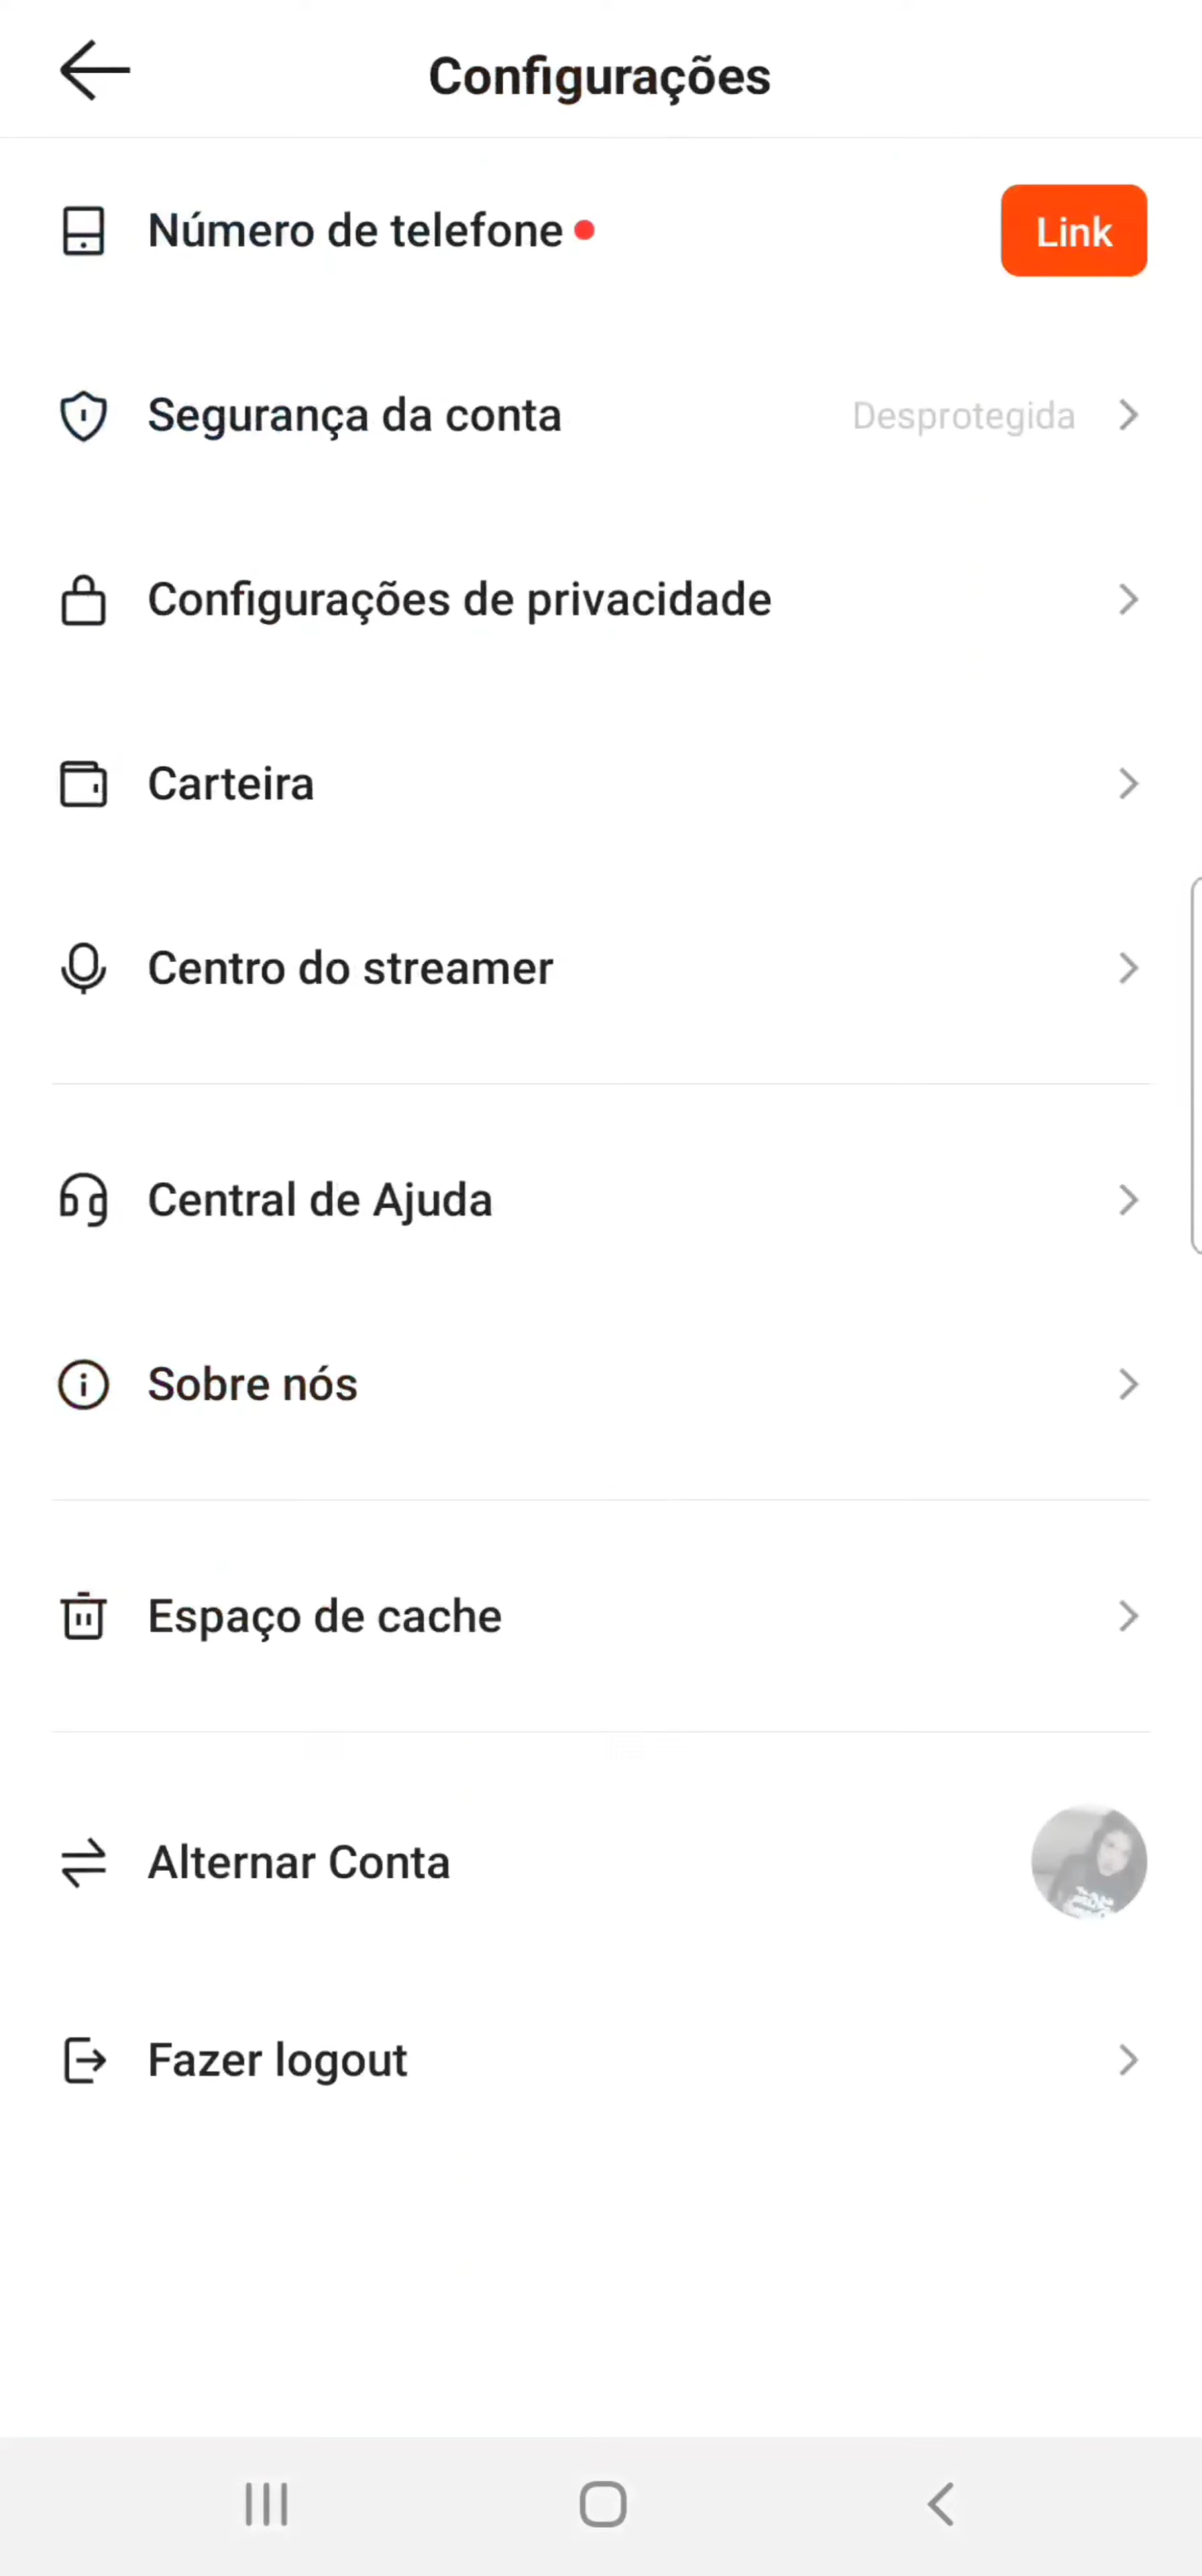 Configurações
Número de telefone
Link
Segurança da conta
Desprotegida
Configurações de privacidade
Carteira
Centro do streamer
Central de Ajuda
Sobre nós
Espaço de cache
Alternar Conta
Fazer logout